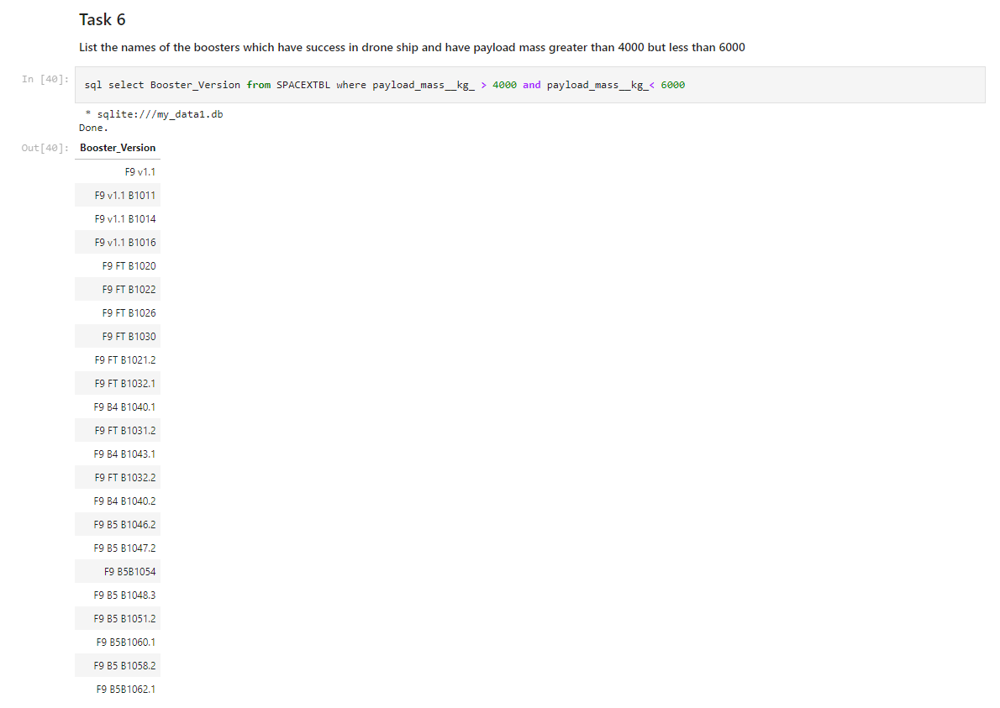 Task 6
List the names of the boosters which have success in drone ship and have payload mass greater than 4000 but less than 6000
In [40]: sql select Booster_Version from SPACEXTBL where payload_mass__kg_ > 4000 and payload_mass__kg_< 6000
* sqlite:///my_data1.db
Done.
Out[40]: Booster_Version
F9 v1.1
F9 v1.1 B1011
F9 v1.1 B1014
F9 v1.1 B1016
F9 FT B1020
F9 FT B1022
F9 FT B1026
F9 FT B1030
F9 FT B1021.2
F9 FT B1032.1
F9 B4 B1040.1
F9 FT B1031.2
F9 B4 B1043.1
F9 FT B1032.2
F9 B4 B1040.2
F9 B5 B1046.2
F9 B5 B1047.2
F9 B5B1054
F9 B5 B1048.3
F9 B5 B1051.2
F9 B5B1060.1
F9 B5 B1058.2
F9 B5B1062.1